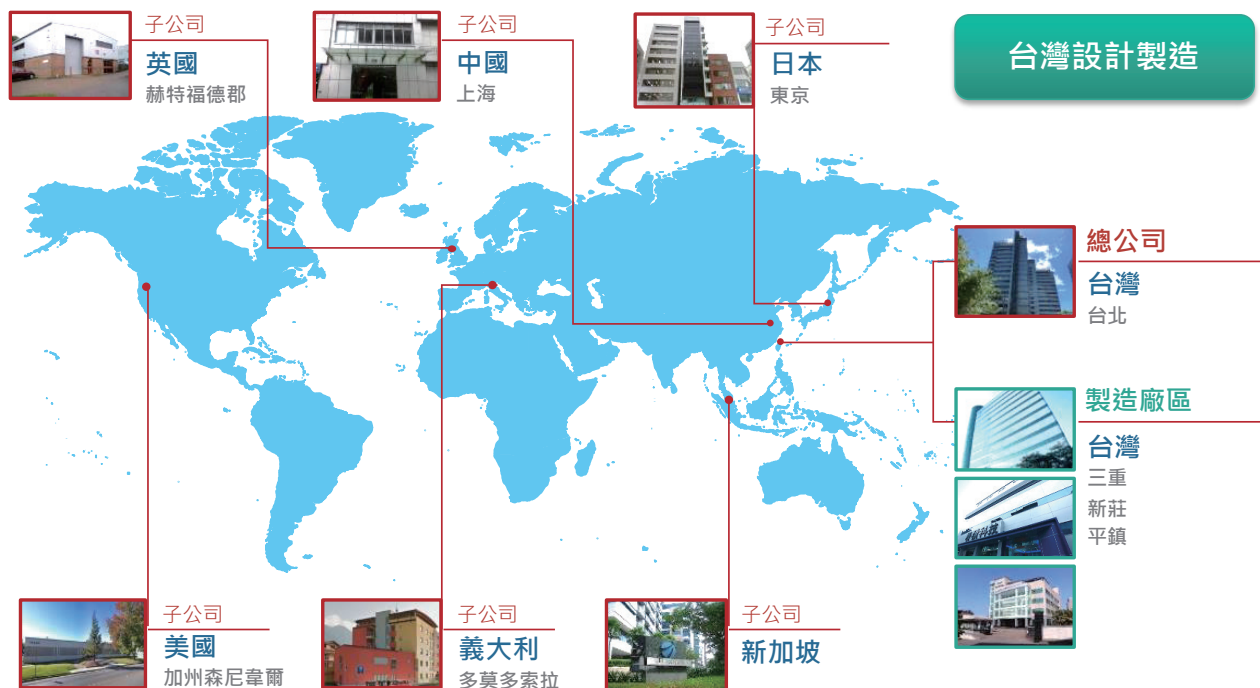 子公司
英國
赫特福德郡
子公司
中國
上海
子公司
日本
東京
台灣設計製造
總公司
台灣
台北
製造廠區
台灣
三重
新莊
平鎮
子公司
美國
加州森尼韋爾
子公司
義大利
多莫多索拉
子公司
新加坡